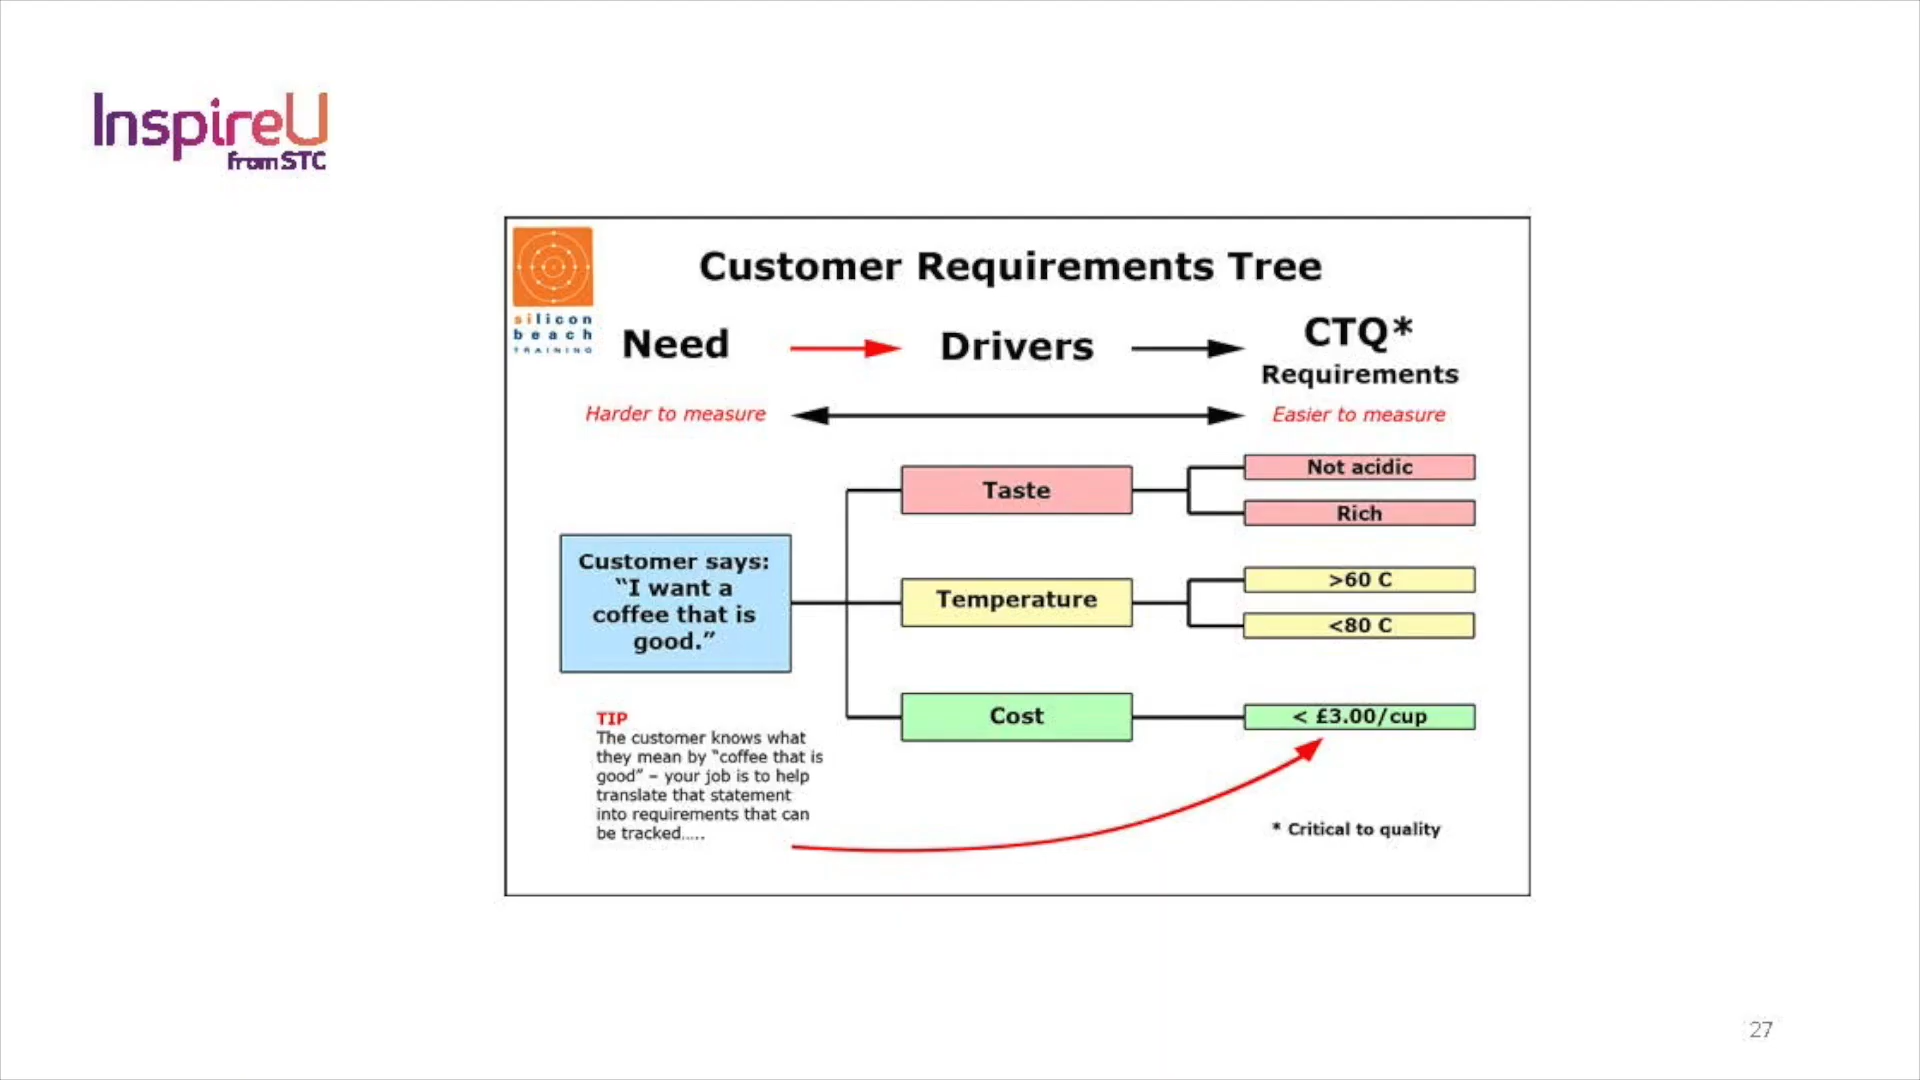 InspireU
from STC
silicon
beach
TRAINING
Customer Requirements Tree
Need
Drivers
CTQ*
Requirements
Harder to measure
Easier to measure
Customer says:
“I want a
coffee that is
good.”
Taste
Not acidic
Rich
Temperature
>60 C
<80 C
Cost
< £3.00/cup
TIP
The customer knows what
they mean by “coffee that is
good” – your job is to help
translate that statement
into requirements that can
be tracked.....
* Critical to quality
27